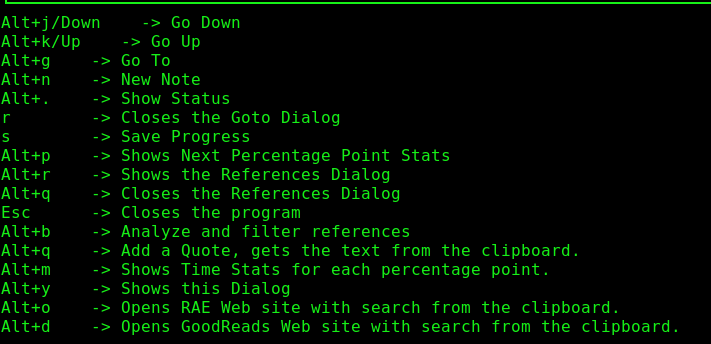 Alt+j/Down    -> Go Down
Alt+k/Up    -> Go Up
Alt+g    -> Go To
Alt+n    -> New Note
Alt+.    -> Show Status
r        -> Closes the Goto Dialog
s        -> Save Progress
Alt+p    -> Shows Next Percentage Point Stats
Alt+r    -> Shows the References Dialog
Alt+q    -> Closes the References Dialog
Esc      -> Closes the program
Alt+b    -> Analyze and filter references
Alt+q    -> Add a Quote, gets the text from the clipboard.
Alt+m    -> Shows Time Stats for each percentage point.
Alt+y    -> Shows this Dialog
Alt+o    -> Opens RAE Web site with search from the clipboard.
Alt+d    -> Opens GoodReads Web site with search from the clipboard.